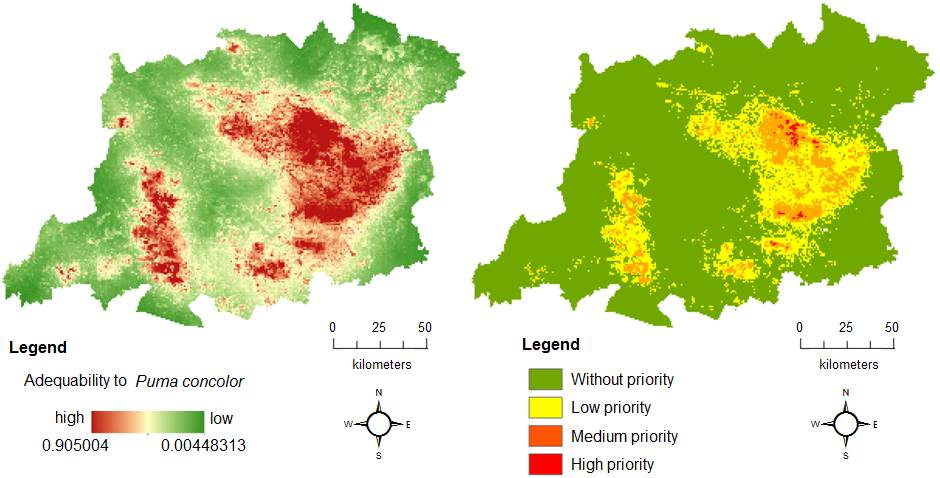 0 25 50
kilometers
Legend
Adequability to Puma concolor
high low
0.905004 0.00448313
N
W E
S
0 25 50
kilometers
Legend
Without priority
Low priority
Medium priority
High priority
N
W E
S